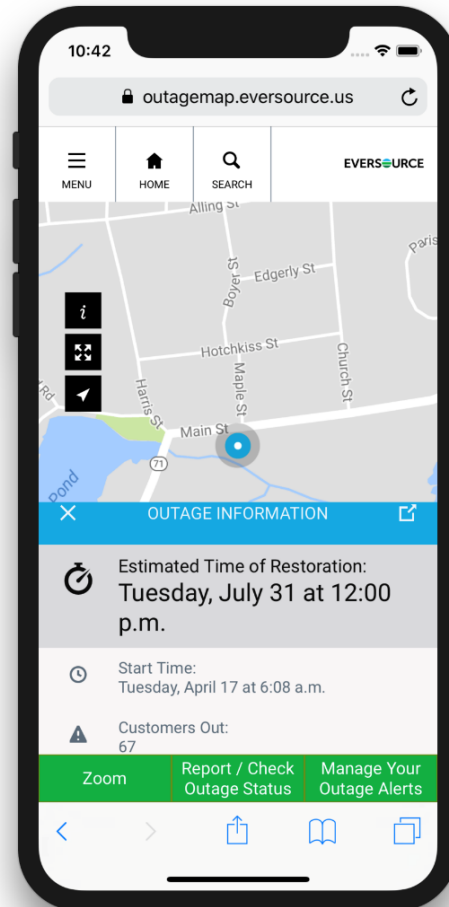 10:42
outagemap.eversource.us
MENU
HOME
SEARCH
EVERSOURCE
Alling St
Paris
Boyer St
Edgerly St
Hotchkiss St
Church St
Harris St
Maple St
Rd
Main St
71
Pond
OUTAGE INFORMATION
Estimated Time of Restoration:
Tuesday, July 31 at 12:00
p.m.
Start Time:
Tuesday, April 17 at 6:08 a.m.
Customers Out:
67
Zoom
Report / Check
Outage Status
Manage Your
Outage Alerts